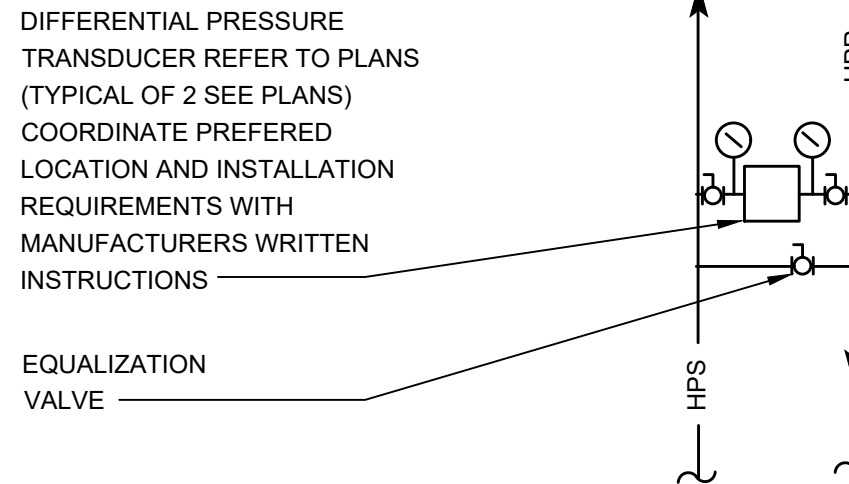 DIFFERENTIAL PRESSURE
TRANSDUCER REFER TO PLANS
(TYPICAL OF 2 SEE PLANS)
COORDINATE PREFERED
LOCATION AND INSTALLATION
REQUIREMENTS WITH
MANUFACTURERS WRITTEN
INSTRUCTIONS
EQUALIZATION
VALVE
HPS